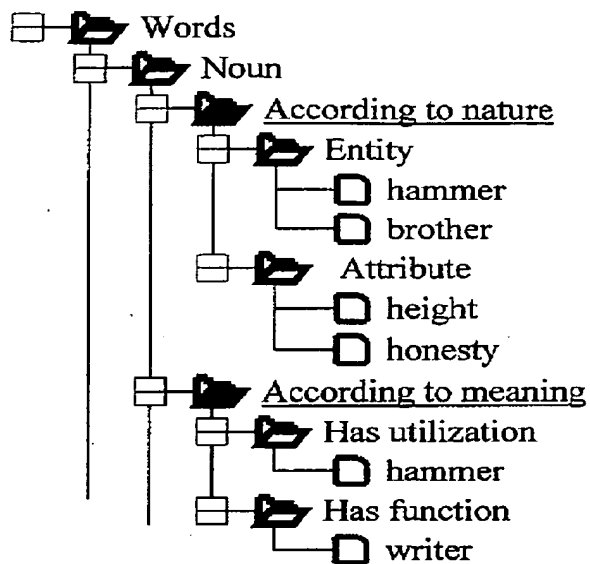 Words
Noun
According to nature
Entity
hammer
brother
Attribute
height
honesty
According to meaning
Has utilization
hammer
Has function
writer